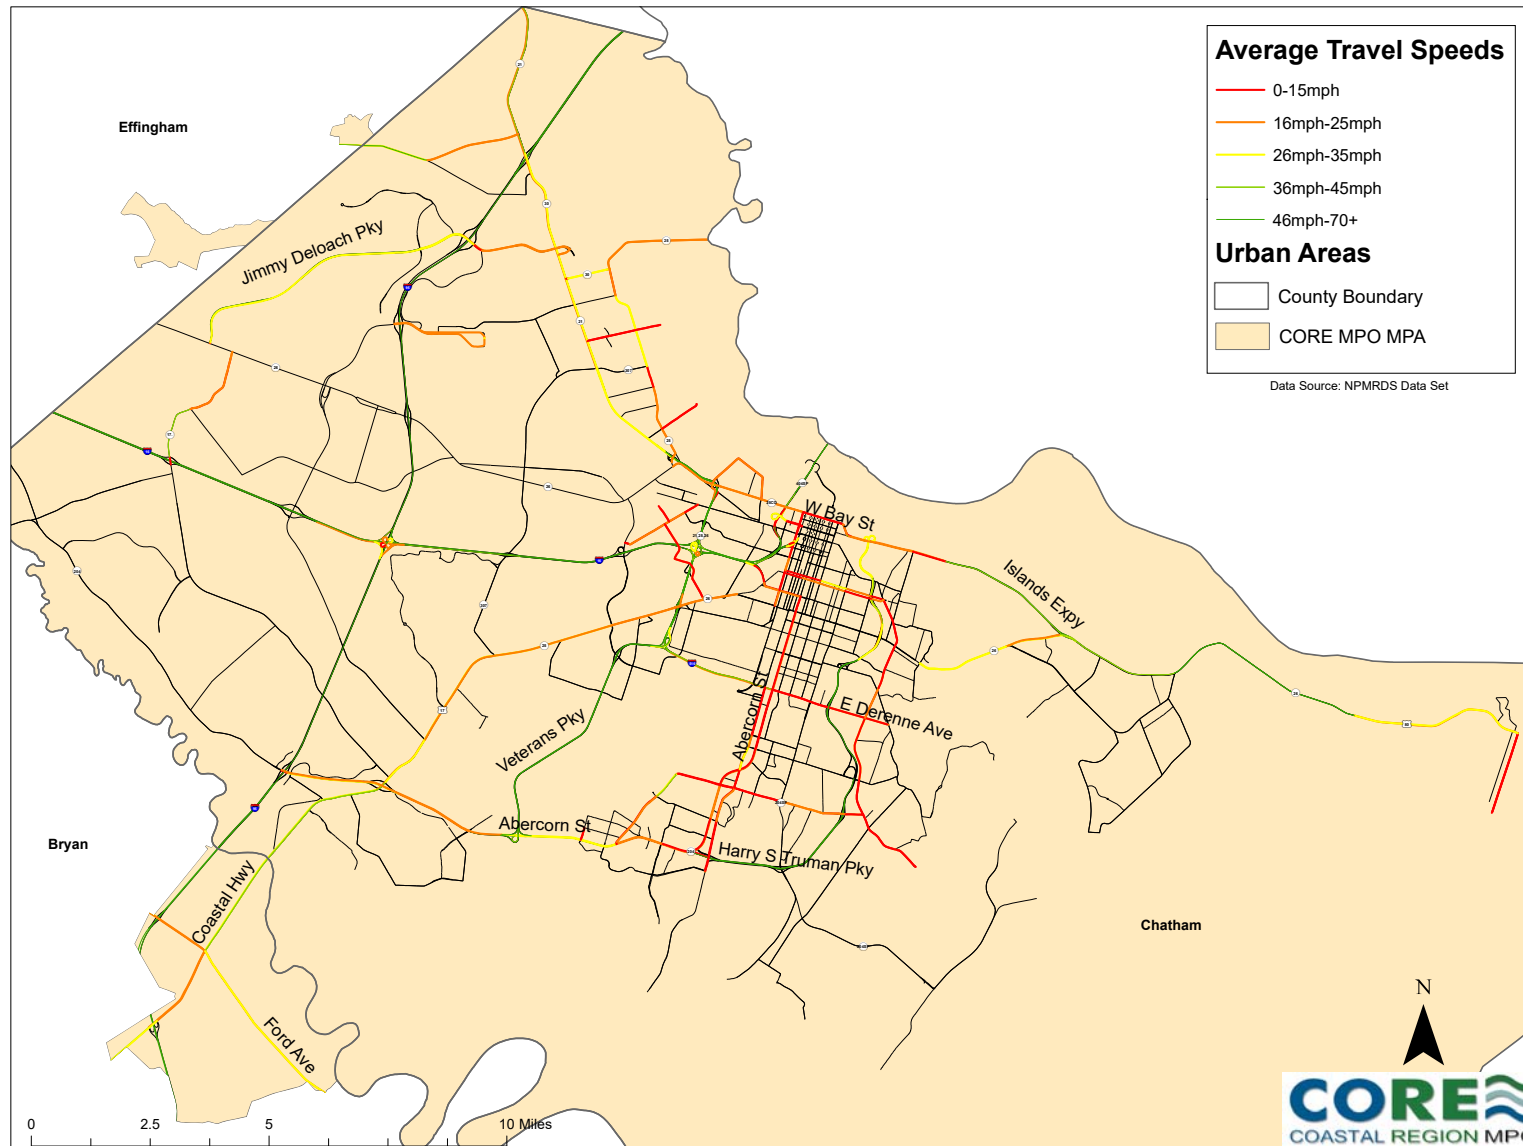 Average Travel Speeds
0-15mph
16mph-25mph
26mph-35mph
36mph-45mph
46mph-70+
Urban Areas
County Boundary
CORE MPO MPA
Data Source: NPMRDS Data Set
Effingham
Jimmy Deloach Pky
W Bay St
Islands Expy
Abercorn St
E Derenne Ave
Veterans Pky
Abercorn St
Harry S Truman Pky
Bryan
Coastal Hwy
Chatham
Ford Ave
N
0 2.5 5 10 Miles
CORE
COASTAL REGION MPO